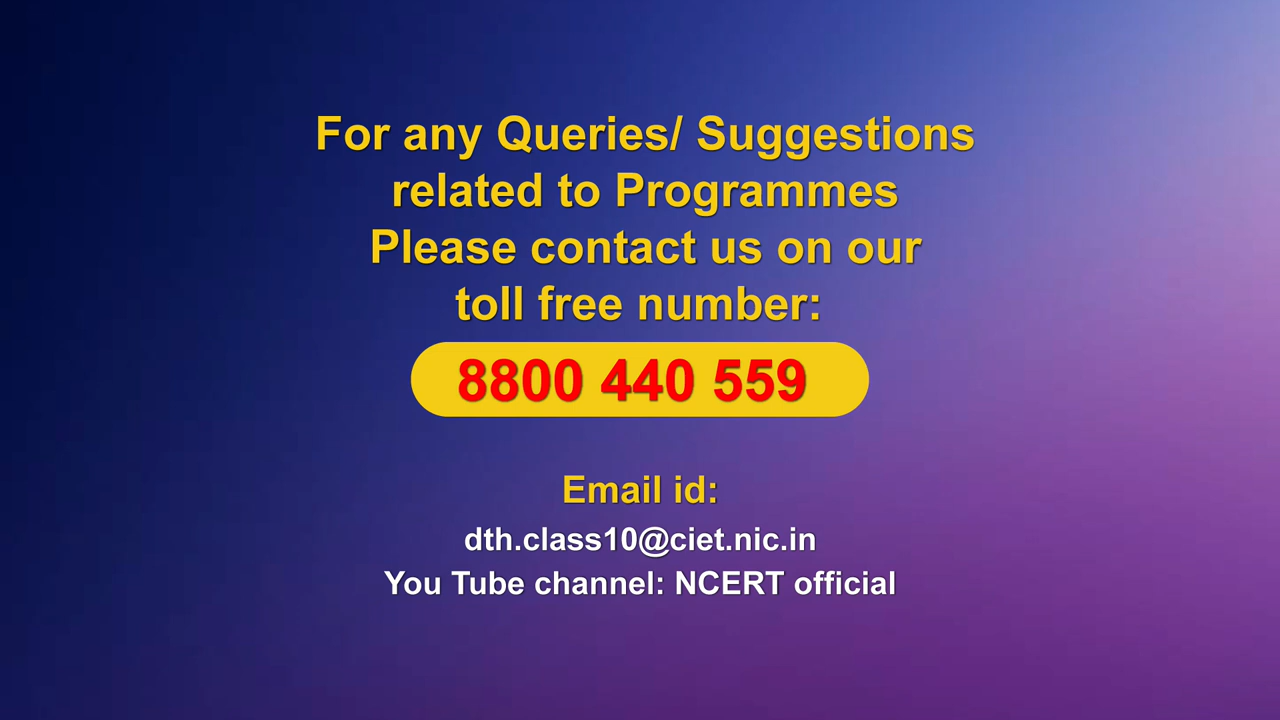 For any Queries/ Suggestions
related to Programmes
Please contact us on our
toll free number:
8800 440 559
Email id:
dth.class10@ciet.nic.in
You Tube channel: NCERT official